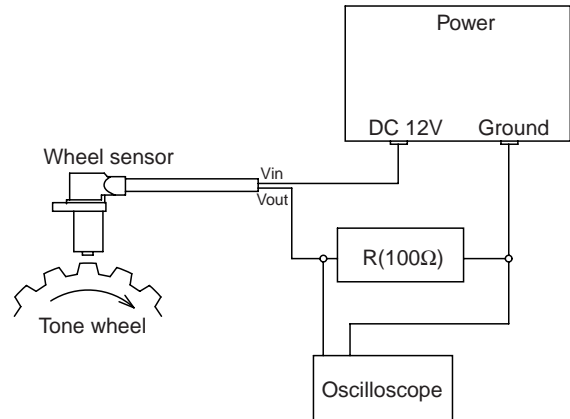 Power
DC 12V
Ground
Wheel sensor
Vin
Vout
R(100Ω)
Tone wheel
Oscilloscope